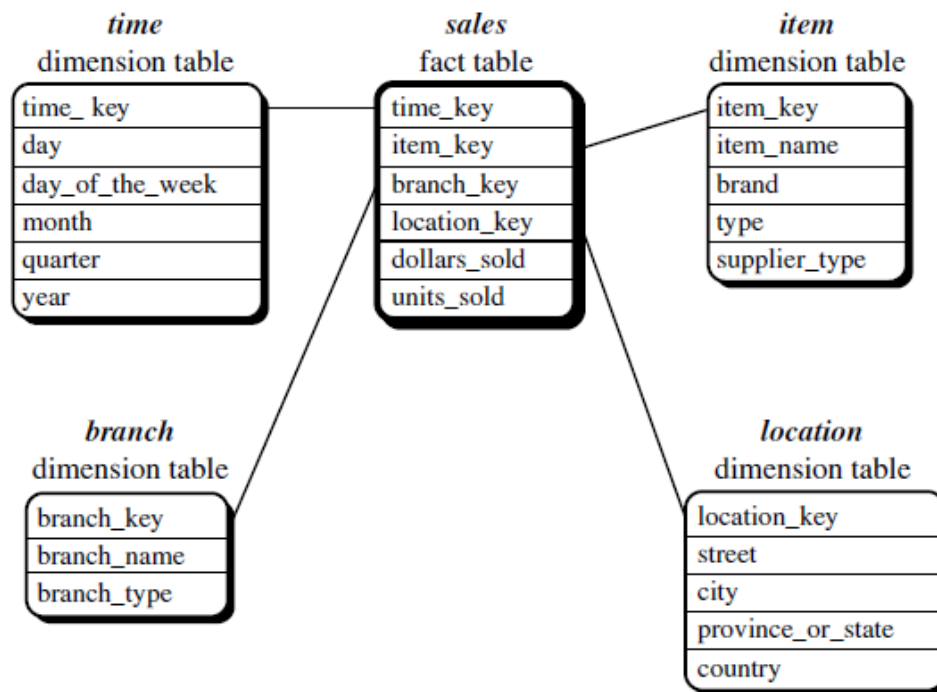 time
dimension table
time_ key
day
day_of_the_week
month
quarter
year
sales
fact table
time_key
item_key
branch_key
location_key
dollars_sold
units_sold
item
dimension table
item_key
item_name
brand
type
supplier_type
branch
dimension table
branch_key
branch_name
branch_type
location
dimension table
location_key
street
city
province_or_state
country